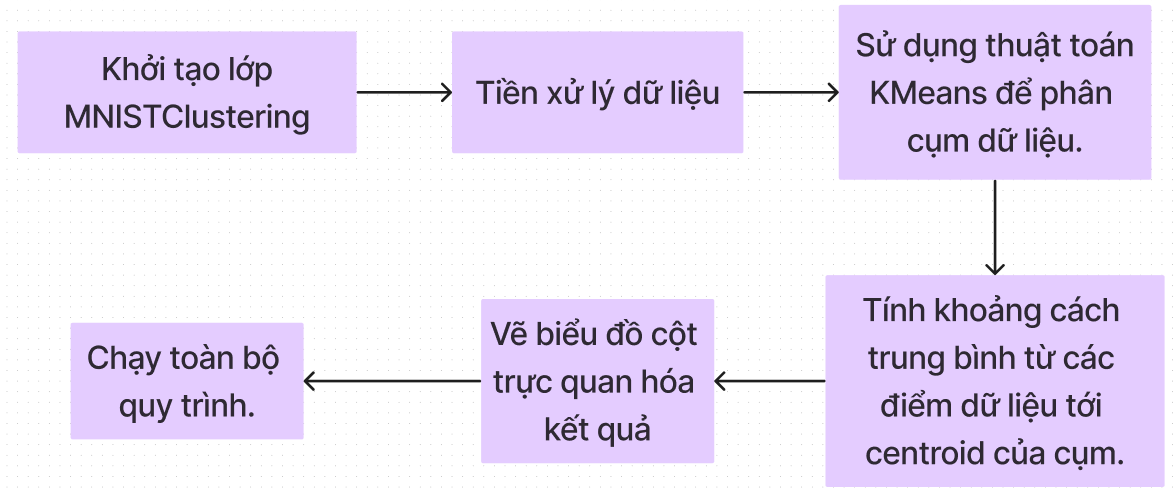 Khởi tạo lớp
MNISTClustering
Tiền xử lý dữ liệu
Sử dụng thuật toán
KMeans để phân
cụm dữ liệu.
Tính khoảng cách
trung bình từ các
điểm dữ liệu tới
centroid của cụm.
Vẽ biểu đồ cột
trực quan hóa
kết quả
Chạy toàn bộ
quy trình.